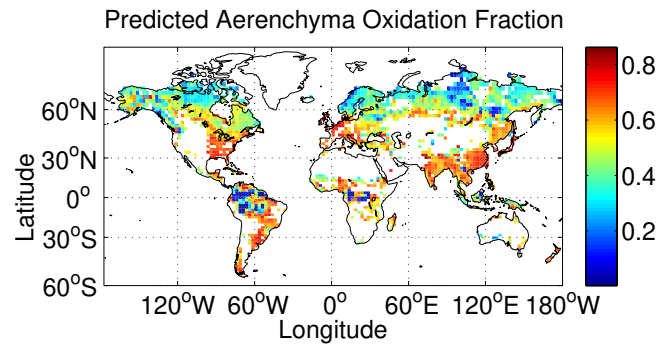 Predicted Aerenchyma Oxidation Fraction
60°N
30°N
0°
30°S
60°S
Latitude
120°W 60°W 0° 60°E 120°E 180°W
Longitude
0.8
0.6
0.4
0.2